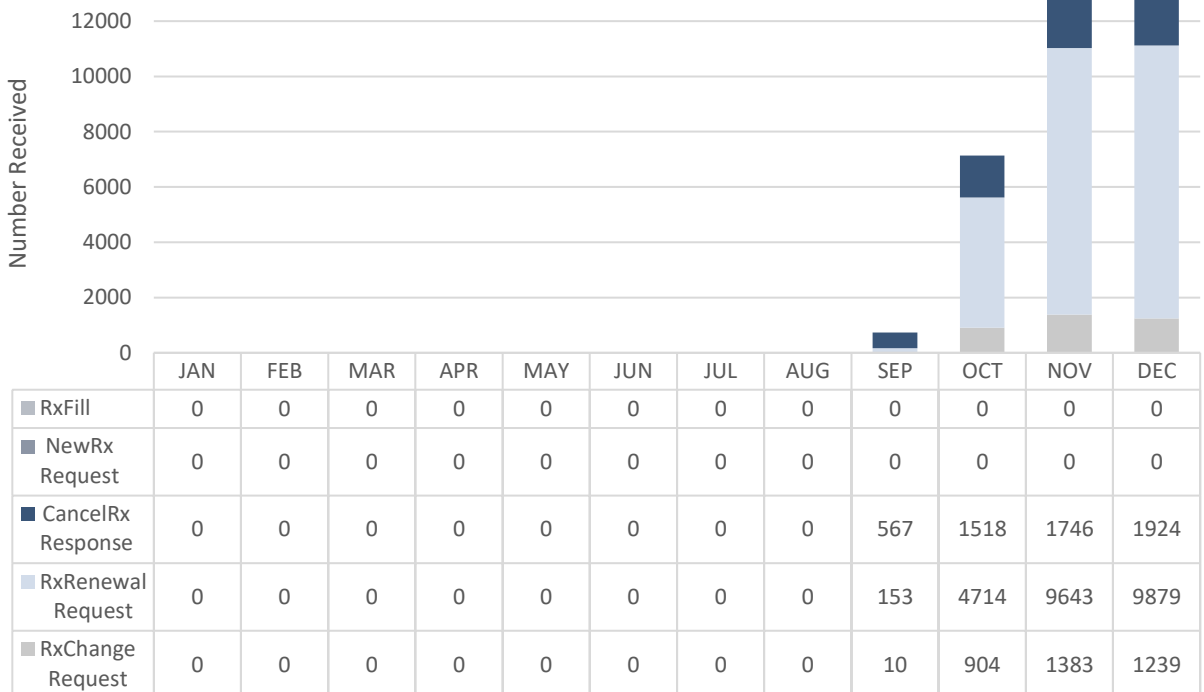 12000
10000
8000
6000
4000
2000
0
Number Received
JAN FEB MAR APR MAY JUN JUL AUG SEP OCT NOV DEC
RxFill 0 0 0 0 0 0 0 0 0 0 0 0
NewRx
Request 0 0 0 0 0 0 0 0 0 0 0 0
CancelRx
Response 0 0 0 0 0 0 0 0 567 1518 1746 1924
RxRenewal
Request 0 0 0 0 0 0 0 0 153 4714 9643 9879
RxChange
Request 0 0 0 0 0 0 0 0 10 904 1383 1239